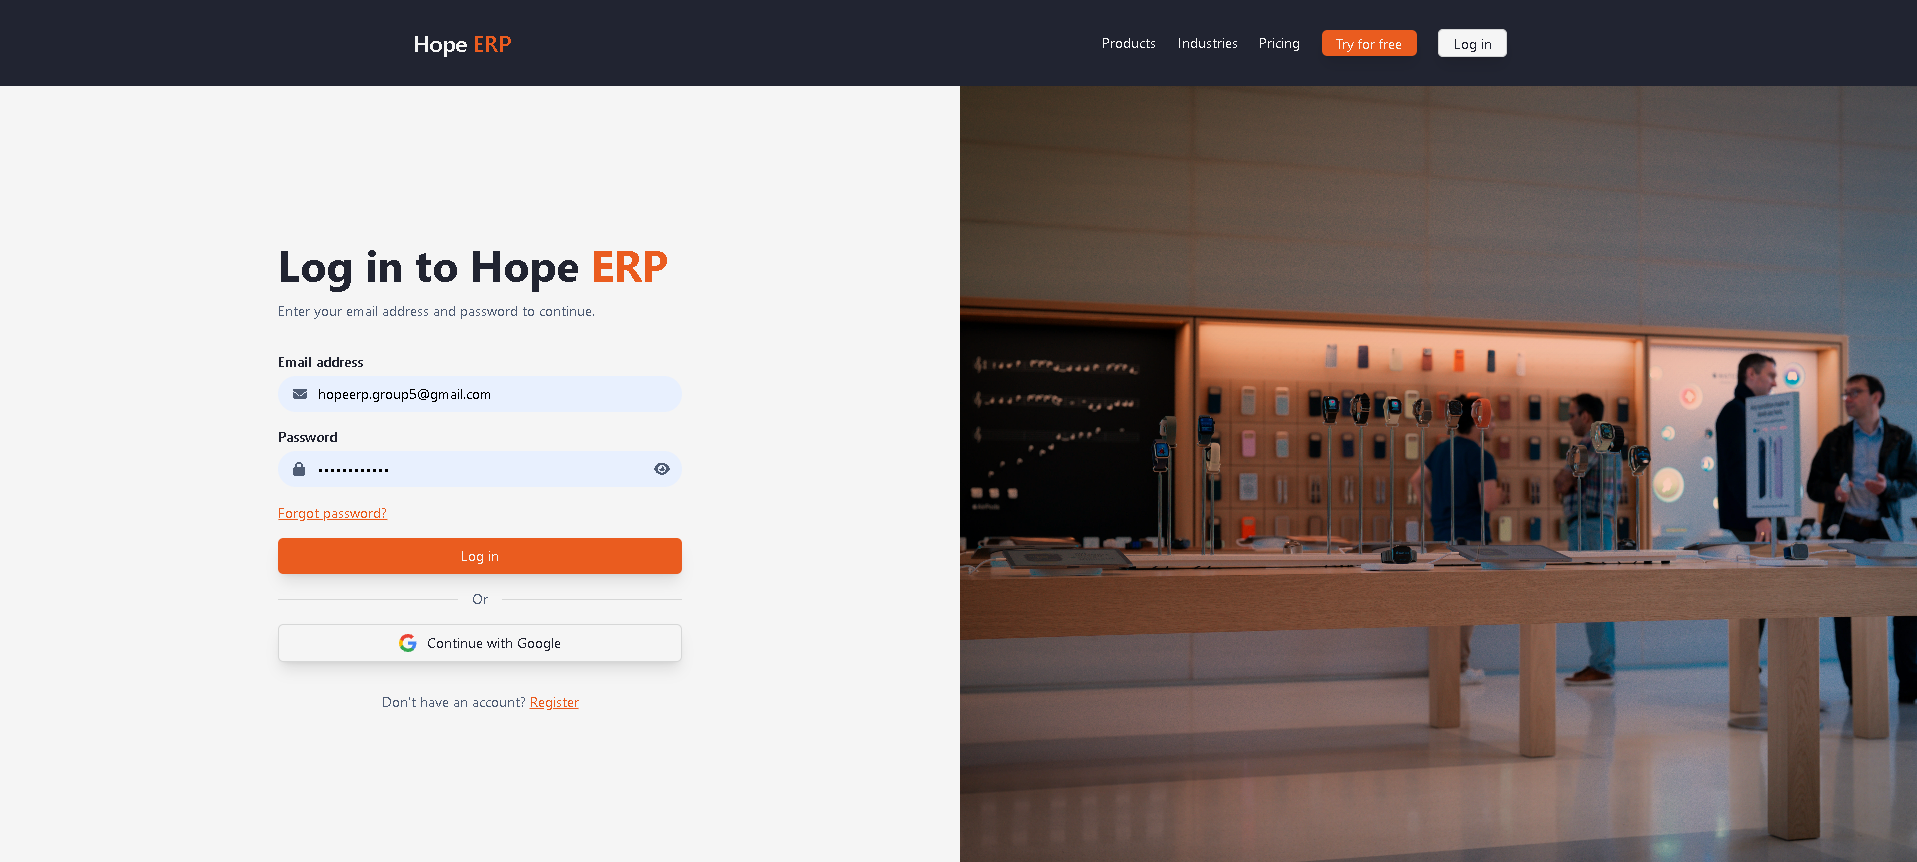 Hope ERP
Products Industries Pricing Try for free Log in
Log in to Hope ERP
Enter your email address and password to continue.
Email address
hopeerp.group5@gmail.com
Password
••••••••••••
Forgot password?
Log in
Or
Continue with Google
Don't have an account? Register